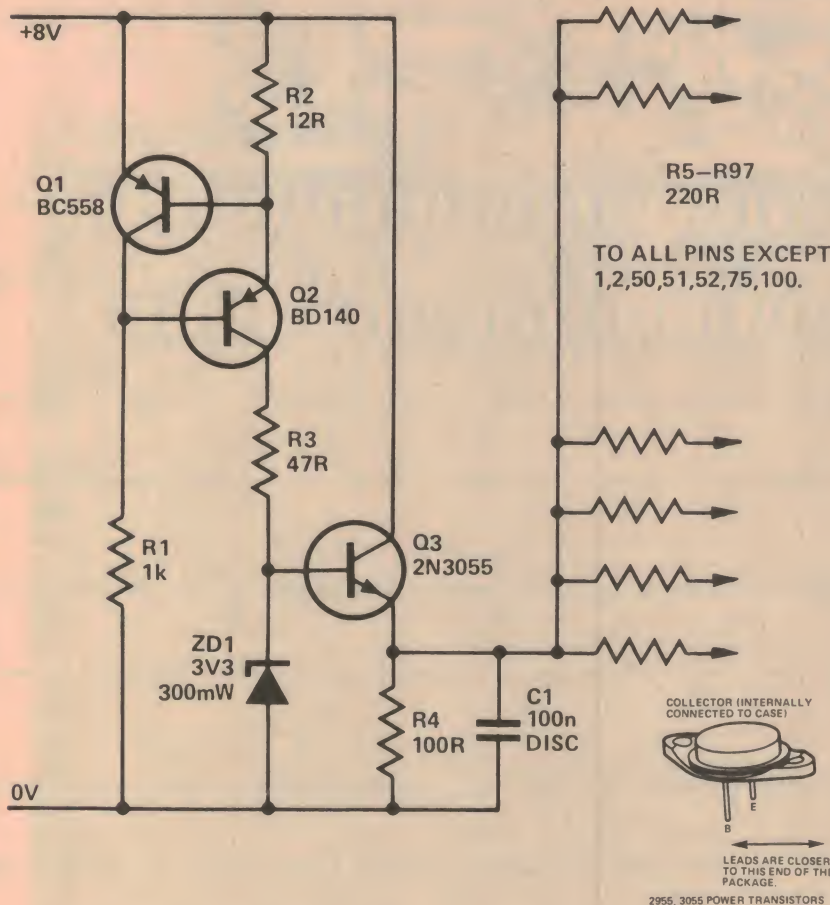 +8V
R2
12R
Q1
BC558
Q2
BD140
R3
47R
R1
1k
Q3
2N3055
ZD1
3V3
300mW
R4
100R
C1
100n
DISC
0V
R5–R97
220R
TO ALL PINS EXCEPT
1,2,50,51,52,75,100.
COLLECTOR (INTERNALLY
CONNECTED TO CASE)
E
B
LEADS ARE CLOSER
TO THIS END OF THE
PACKAGE.
2955, 3055 POWER TRANSISTORS